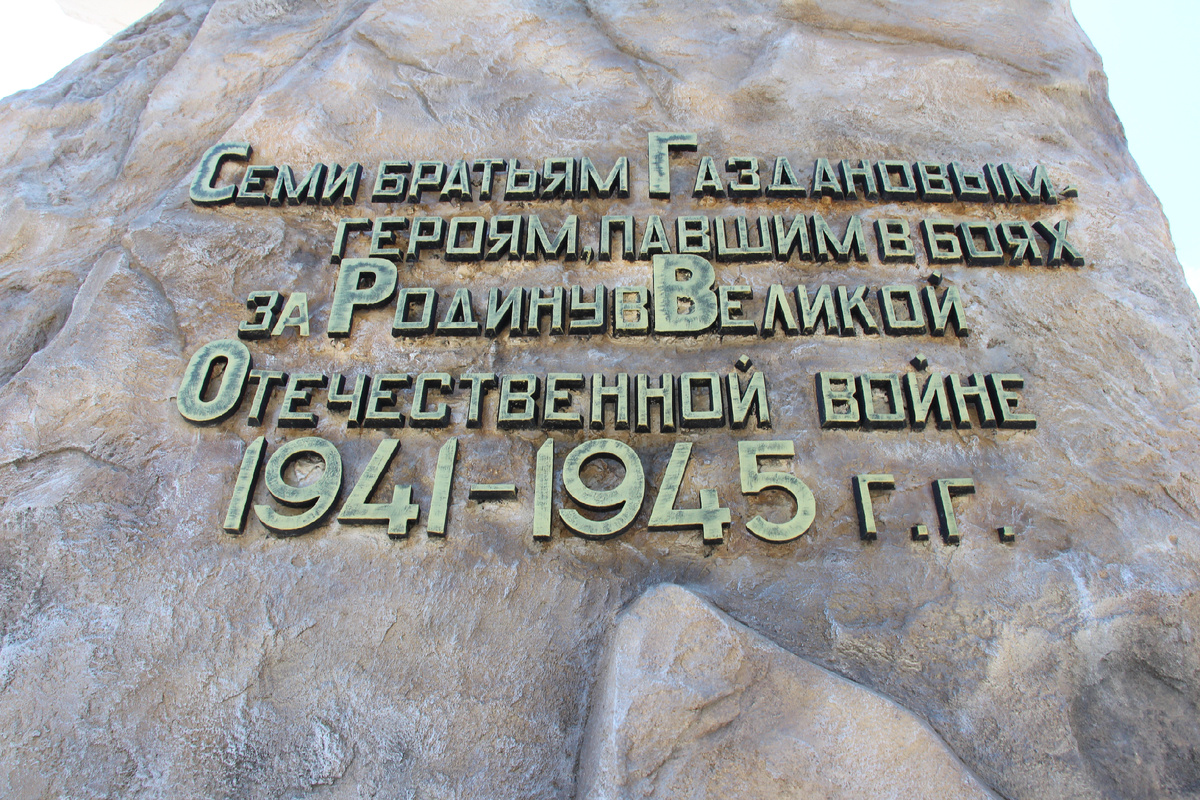 Семи братьям Газдановым-
героям, павшим в боях
за Родину в Великой
Отечественной войне
1941-1945 г.г.